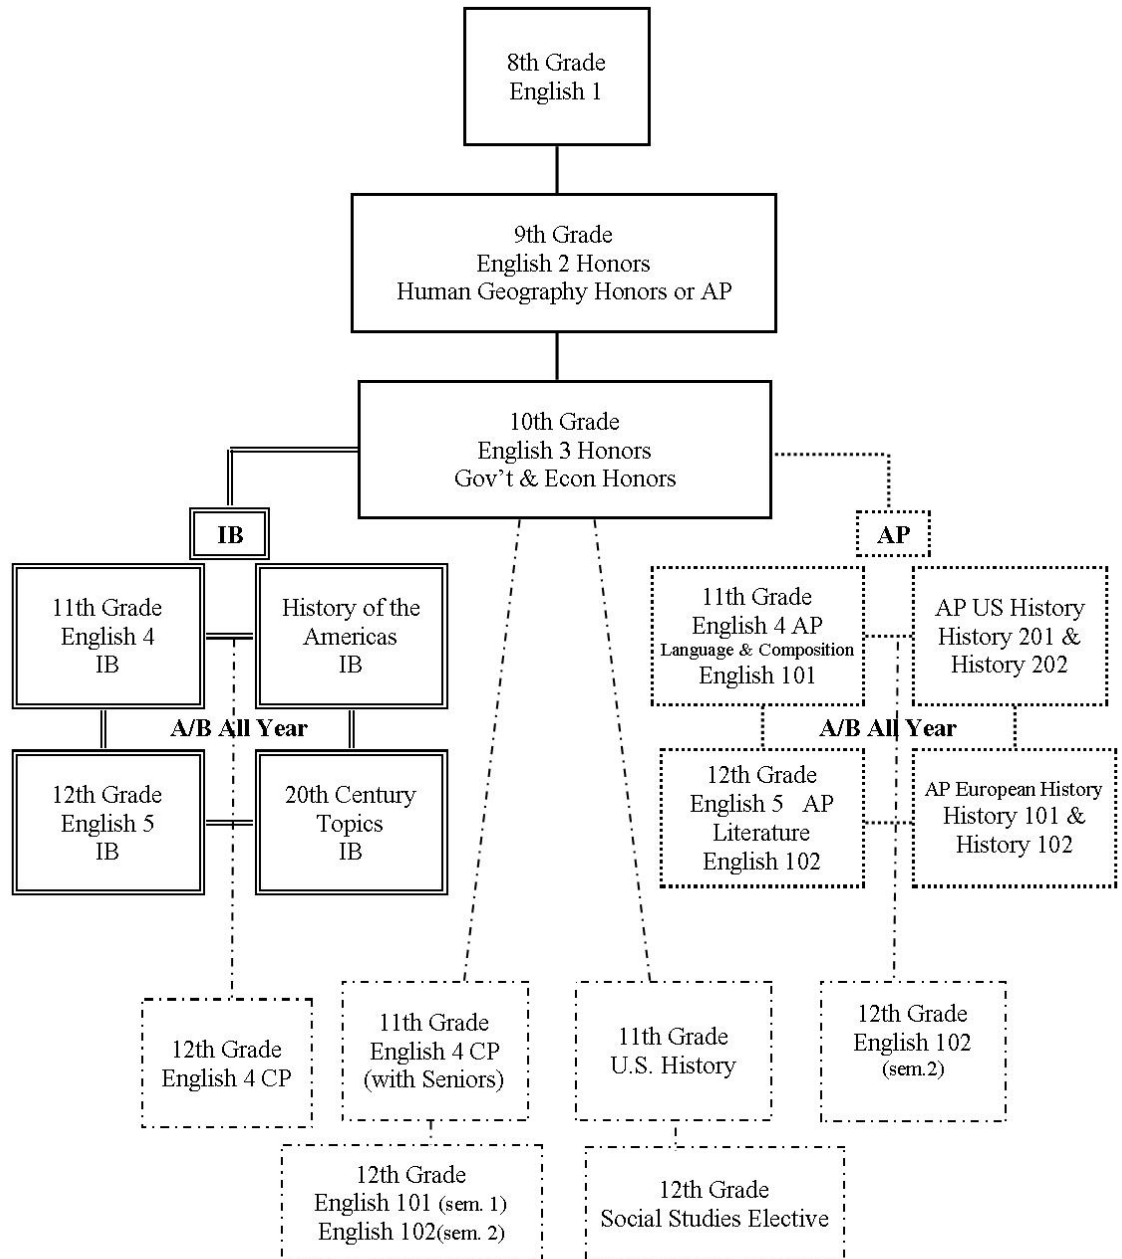 8th Grade
English 1
9th Grade
English 2 Honors
Human Geography Honors or AP
10th Grade
English 3 Honors
Gov't & Econ Honors
IB
11th Grade
English 4
IB
History of the
Americas
IB
A/B All Year
12th Grade
English 5
IB
20th Century
Topics
IB
AP
11th Grade
English 4 AP
Language & Composition
English 101
AP US History
History 201 &
History 202
A/B All Year
12th Grade
English 5 AP
Literature
English 102
AP European History
History 101 &
History 102
12th Grade
English 4 CP
11th Grade
English 4 CP
(with Seniors)
11th Grade
U.S. History
12th Grade
English 102
(sem.2)
12th Grade
English 101 (sem. 1)
English 102(sem. 2)
12th Grade
Social Studies Elective